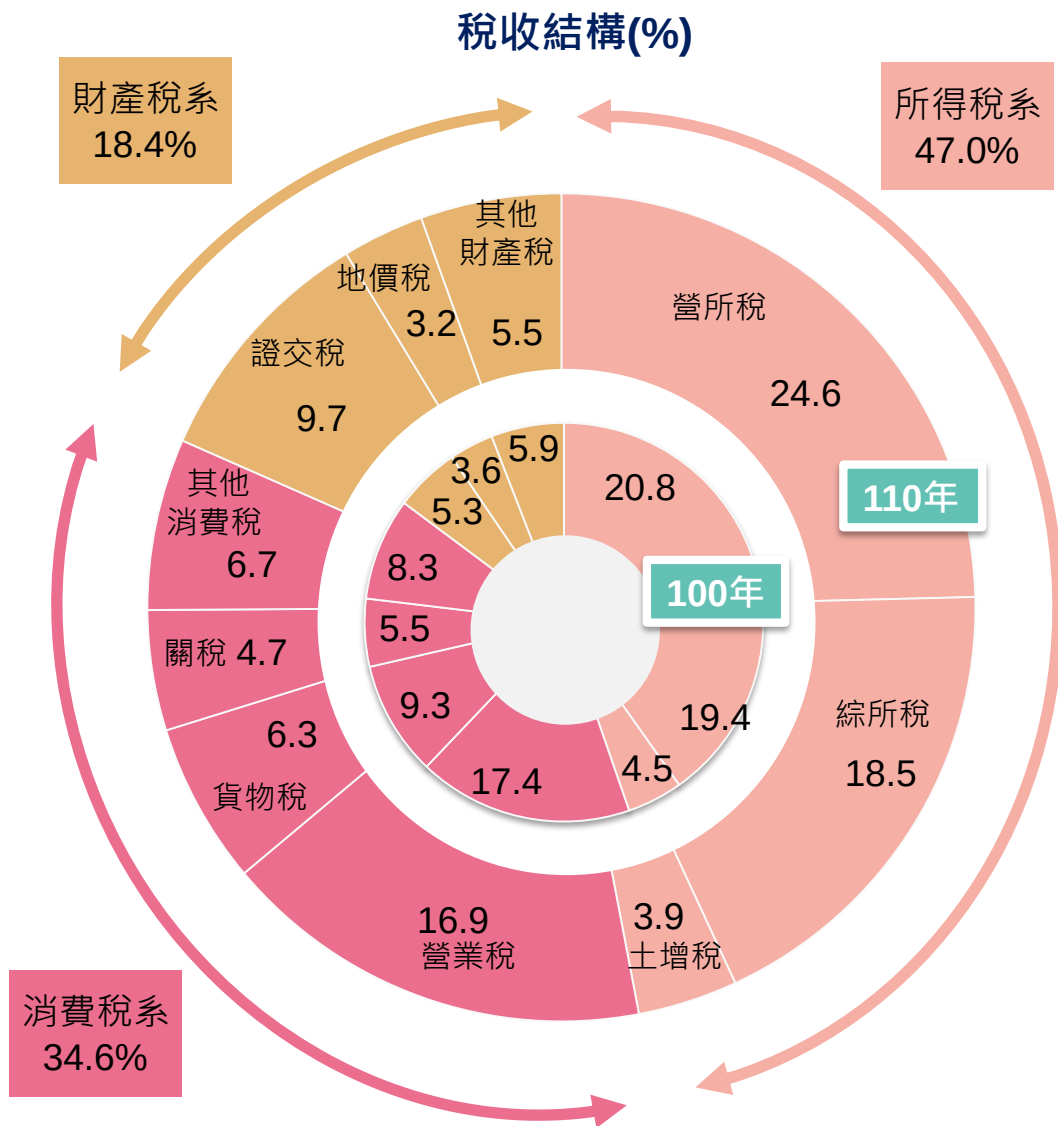 稅收結構(%)
財產稅系
18.4%
所得稅系
47.0%
其他
財產稅
5.5
地價稅
3.2
證交稅
9.7
營所稅
24.6
110年
其他
消費稅
6.7
關稅 4.7
6.3
貨物稅
16.9
營業稅
3.9
土增稅
綜所稅
18.5
5.9
3.6
5.3
20.8
100年
8.3
5.5
9.3
17.4
4.5
19.4
消費稅系
34.6%